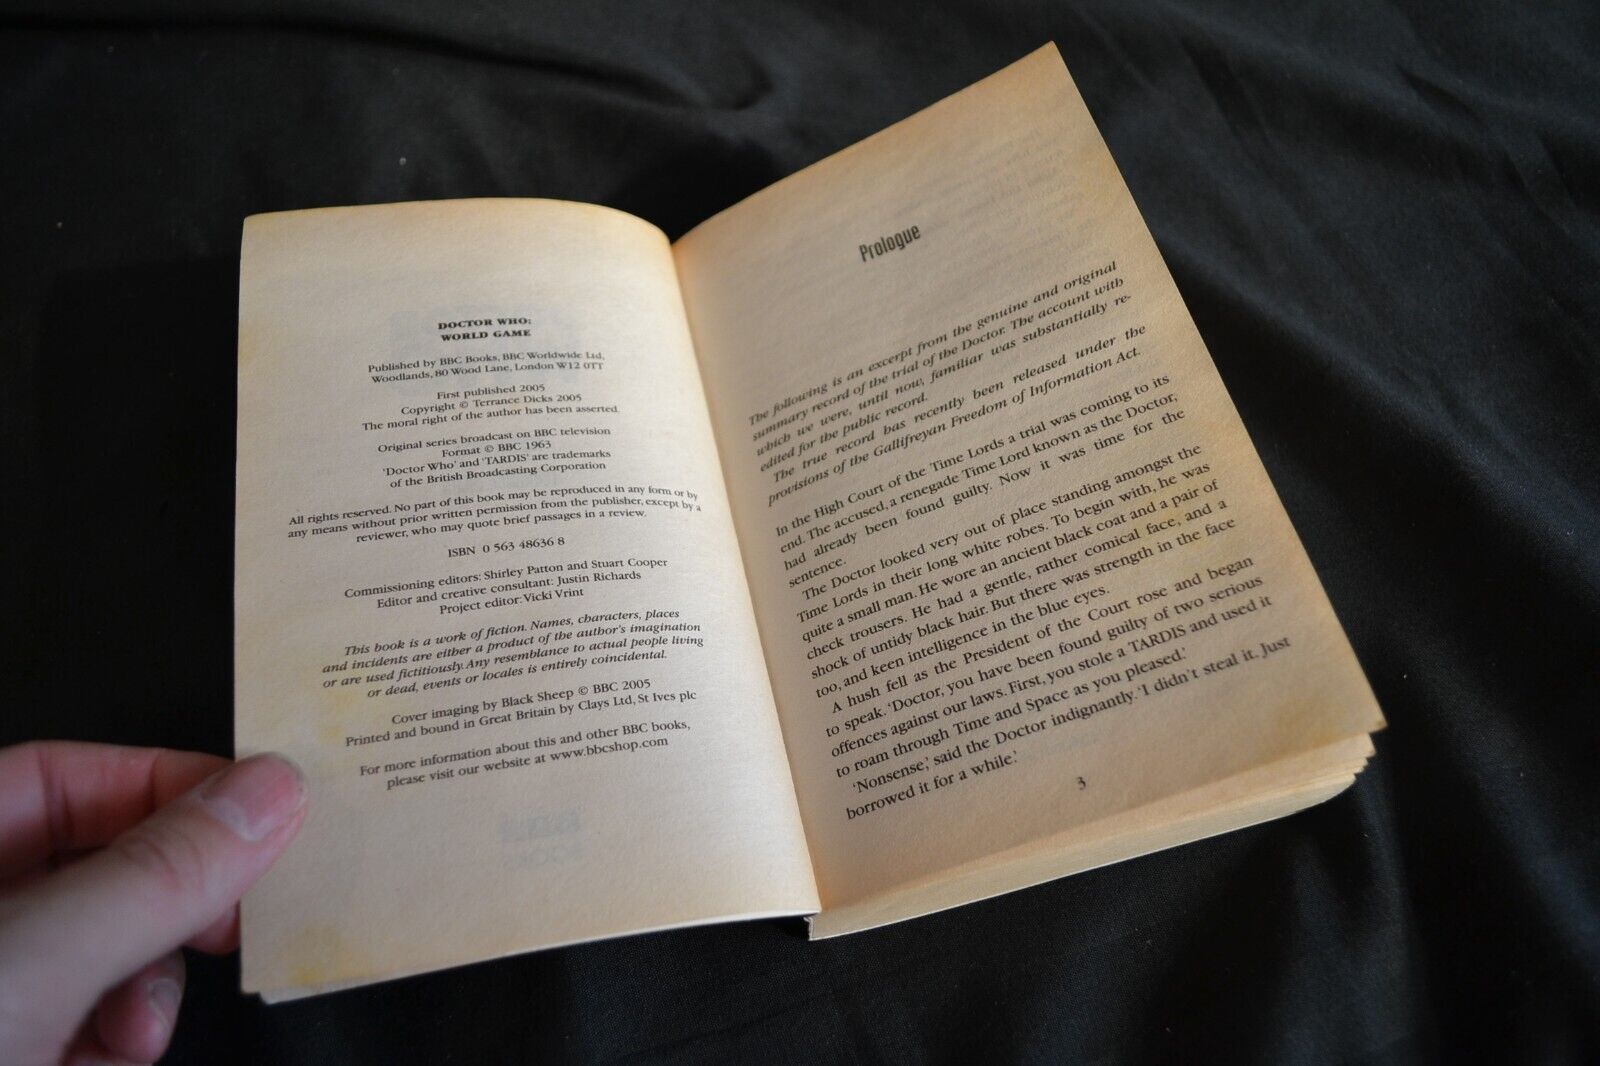 DOCTOR WHO:
WORLD GAME
Published by BBC Books, BBC Worldwide Ltd,
Woodlands, 80 Wood Lane, London W12 0TT
First published 2005
Copyright © Terrance Dicks 2005
The moral right of the author has been asserted.
Original series broadcast on BBC television
Format © BBC 1963
'Doctor Who' and 'TARDIS' are trademarks
of the British Broadcasting Corporation
All rights reserved. No part of this book may be reproduced in any form or by
any means without prior written permission from the publisher, except by a
reviewer, who may quote brief passages in a review.
ISBN 0 563 48636 8
Commissioning editors: Shirley Patton and Stuart Cooper
Editor and creative consultant: Justin Richards
Project editor: Vicki Vrint
This book is a work of fiction. Names, characters, places
and incidents are either a product of the author's imagination
or are used fictitiously. Any resemblance to actual people living
or dead, events or locales is entirely coincidental.
Cover imaging by Black Sheep © BBC 2005
Printed and bound in Great Britain by Clays Ltd, St Ives plc
For more information about this and other BBC books,
please visit our website at www.bbcshop.com
Prologue
The following is an excerpt from the genuine and original
summary record of the trial of the Doctor. The account with
which we were, until now, familiar was substantially re-
edited for the public record.
The true record has recently been released under the
provisions of the Gallifreyan Freedom of Information Act.
In the High Court of the Time Lords a trial was coming to its
end. The accused, a renegade Time Lord known as the Doctor,
had already been found guilty. Now it was time for the
sentence.
The Doctor looked very out of place standing amongst the
Time Lords in their long white robes. To begin with, he was
quite a small man. He wore an ancient black coat and a pair of
check trousers. He had a gentle, rather comical face, and a
shock of untidy black hair. But there was strength in the face
too, and keen intelligence in the blue eyes.
A hush fell as the President of the Court rose and began
to speak. 'Doctor, you have been found guilty of two serious
offences against our laws. First, you stole a TARDIS and used it
to roam through Time and Space as you pleased.'
'Nonsense,' said the Doctor indignantly. 'I didn't steal it. Just
borrowed it for a while.'
3